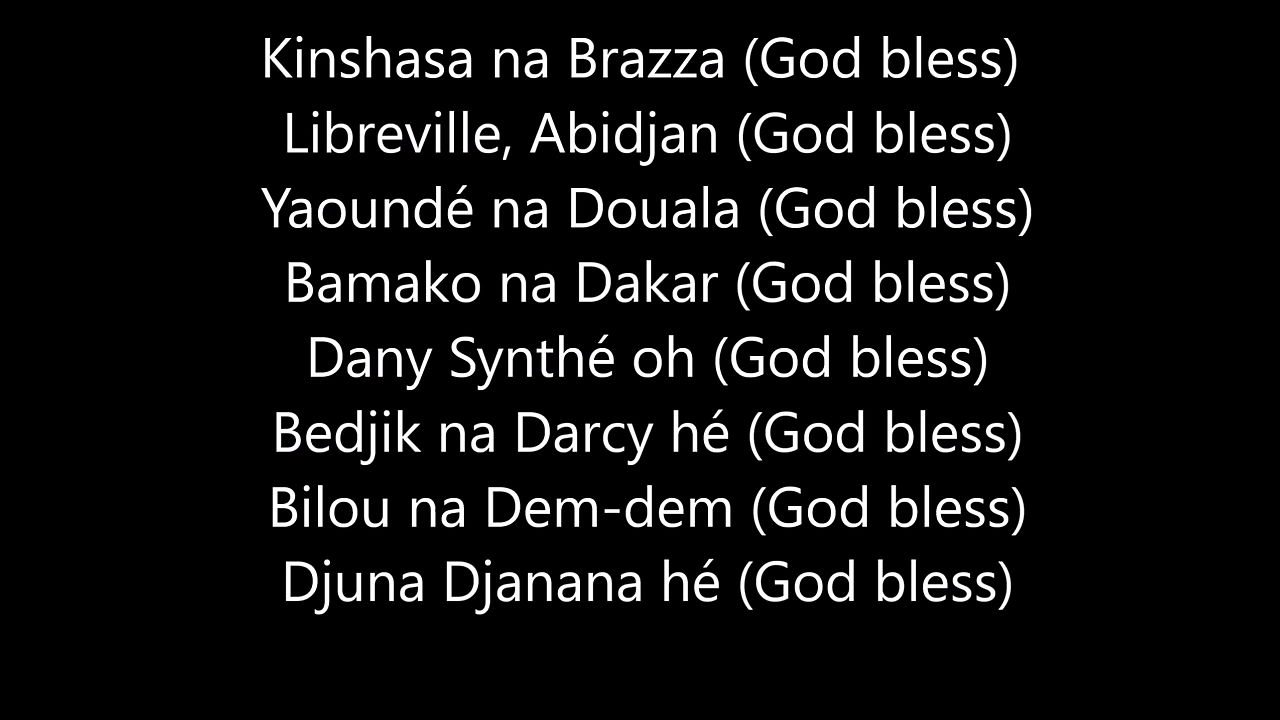 Kinshasa na Brazza (God bless)
Libreville, Abidjan (God bless)
Yaoundé na Douala (God bless)
Bamako na Dakar (God bless)
Dany Synthé oh (God bless)
Bedjik na Darcy hé (God bless)
Bilou na Dem-dem (God bless)
Djuna Djanana hé (God bless)